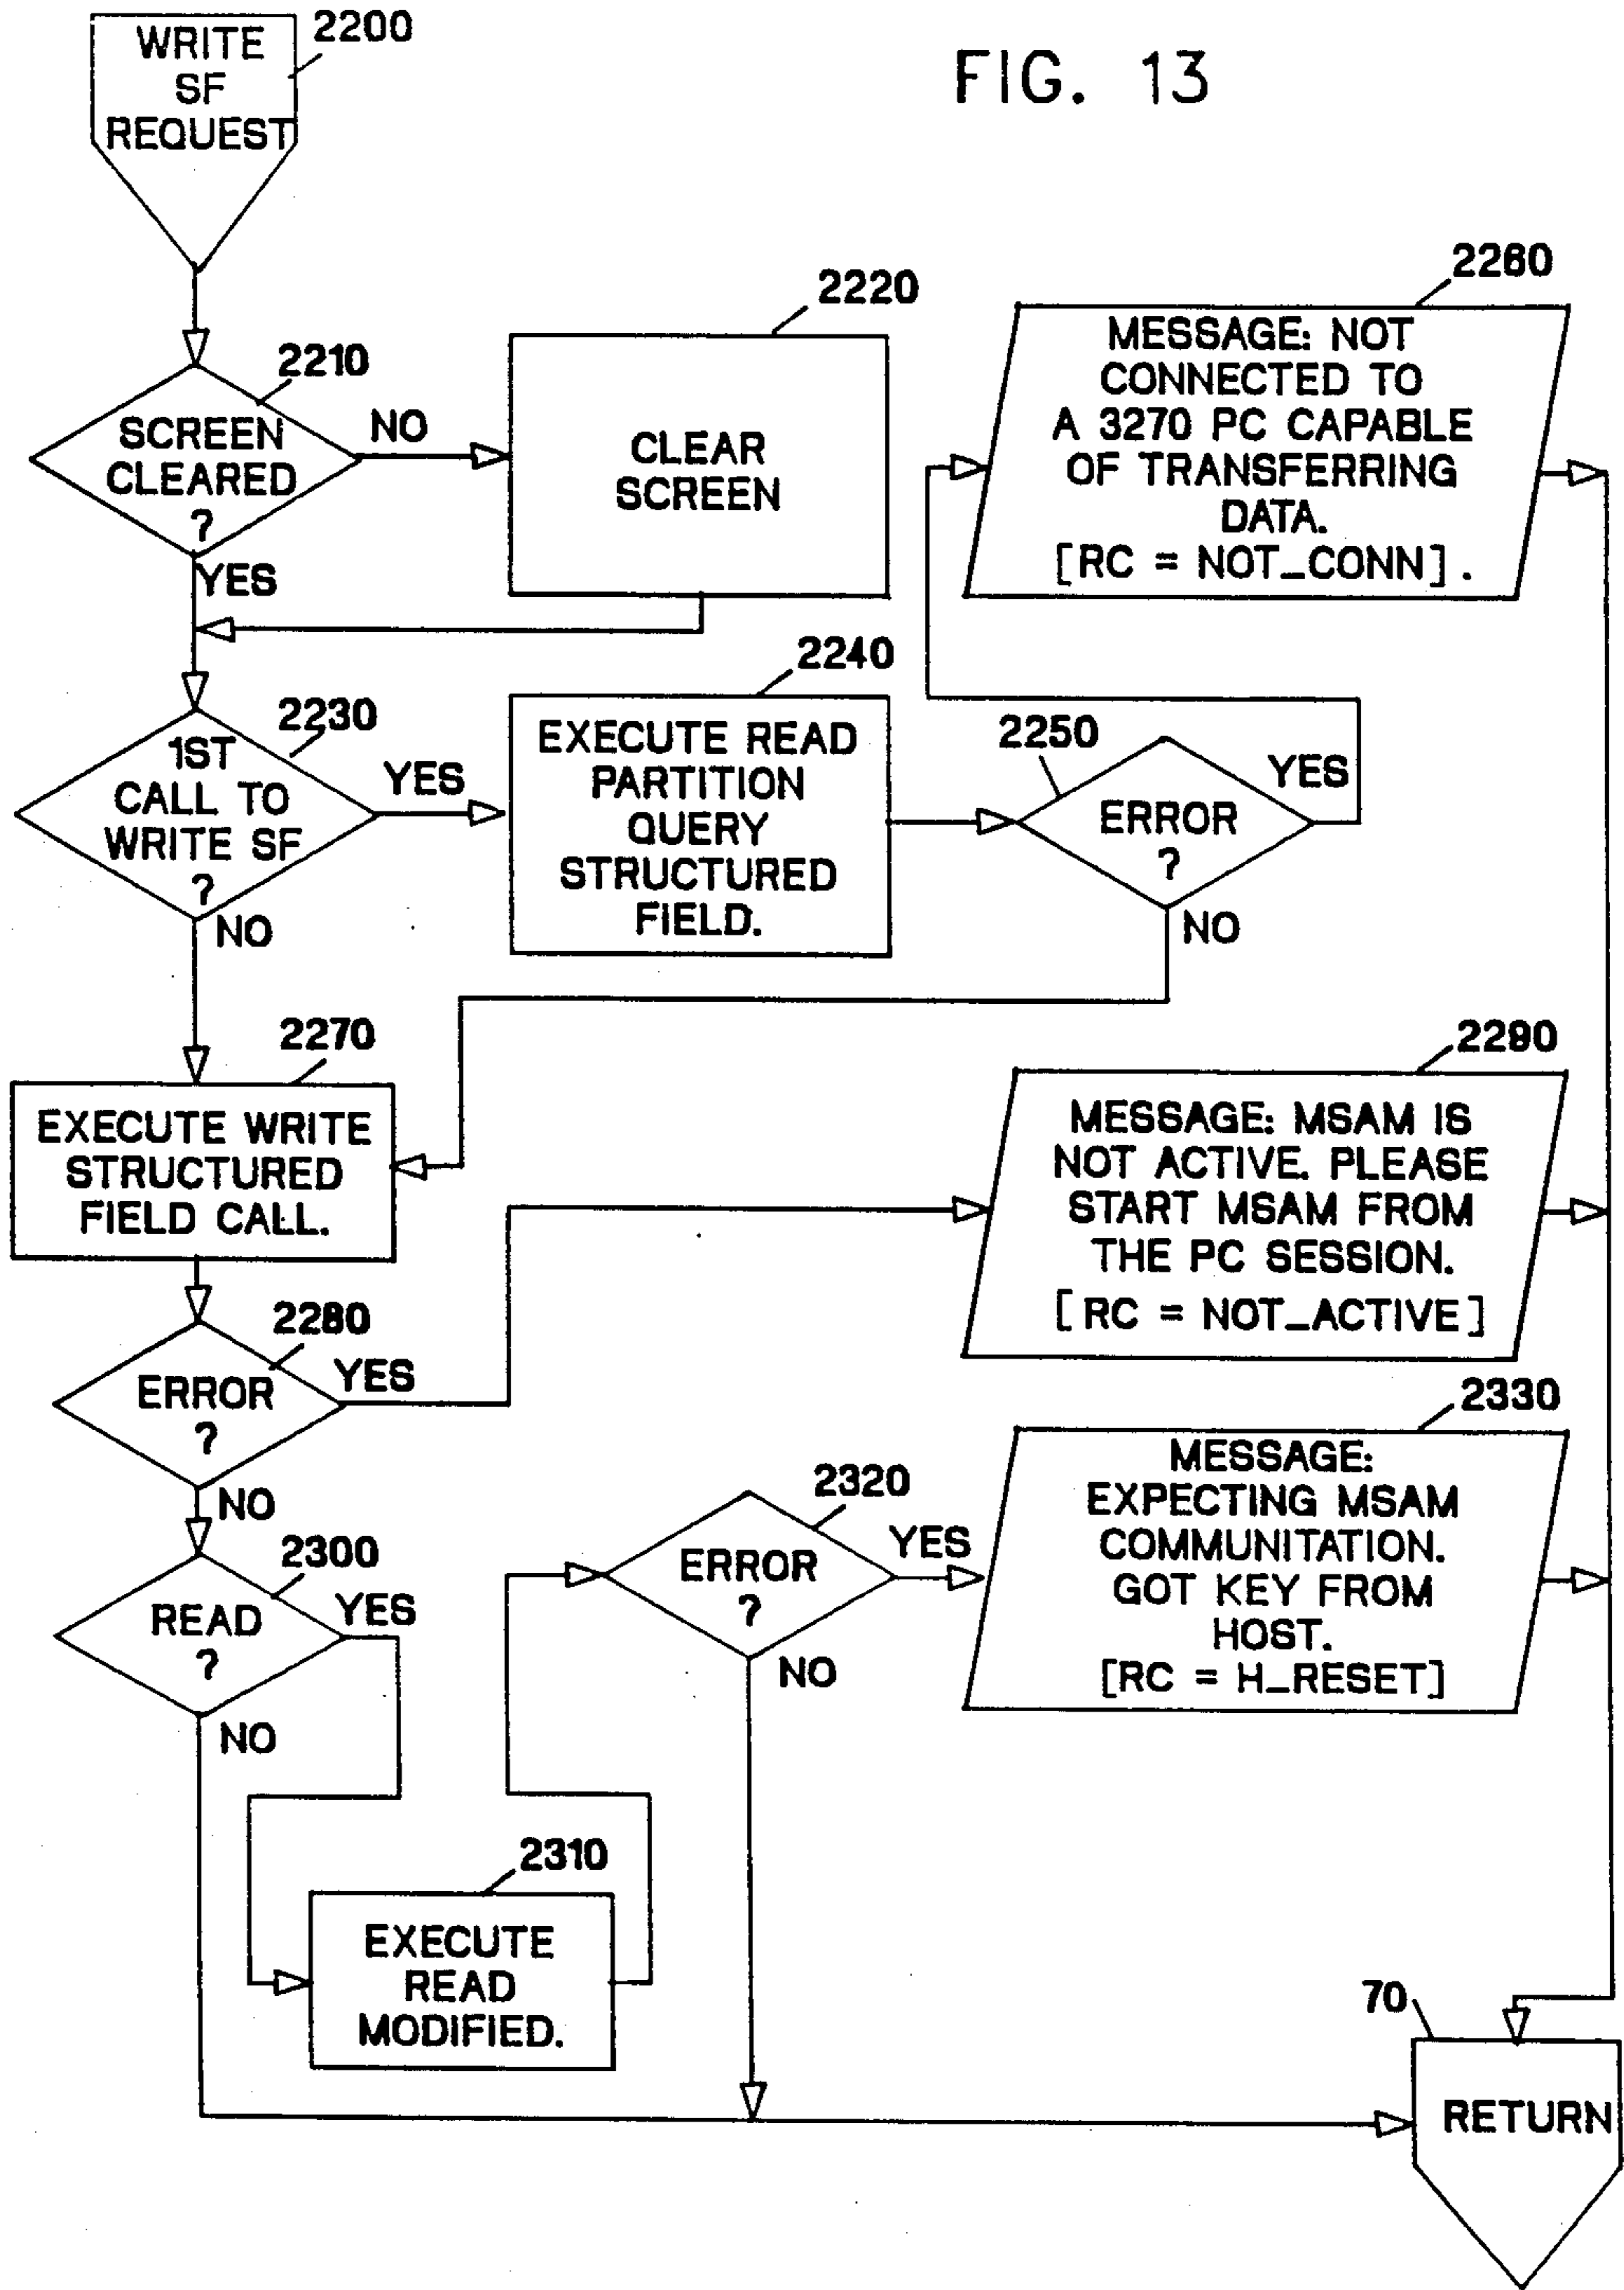 FIG. 13
2200
WRITE
SF
REQUEST
2210
SCREEN
CLEARED
?
NO
YES
2220
CLEAR
SCREEN
2230
1ST
CALL TO
WRITE SF
?
YES
NO
2240
EXECUTE READ
PARTITION
QUERY
STRUCTURED
FIELD.
2250
ERROR
?
YES
NO
2260
MESSAGE: NOT
CONNECTED TO
A 3270 PC CAPABLE
OF TRANSFERRING
DATA.
[RC = NOT_CONN].
2270
EXECUTE WRITE
STRUCTURED
FIELD CALL.
2280
ERROR
?
YES
NO
2290
MESSAGE: MSAM IS
NOT ACTIVE. PLEASE
START MSAM FROM
THE PC SESSION.
[RC = NOT_ACTIVE]
2300
READ
?
YES
NO
2310
EXECUTE
READ
MODIFIED.
2320
ERROR
?
YES
NO
2330
MESSAGE:
EXPECTING MSAM
COMMUNITATION.
GOT KEY FROM
HOST.
[RC = H_RESET]
70
RETURN